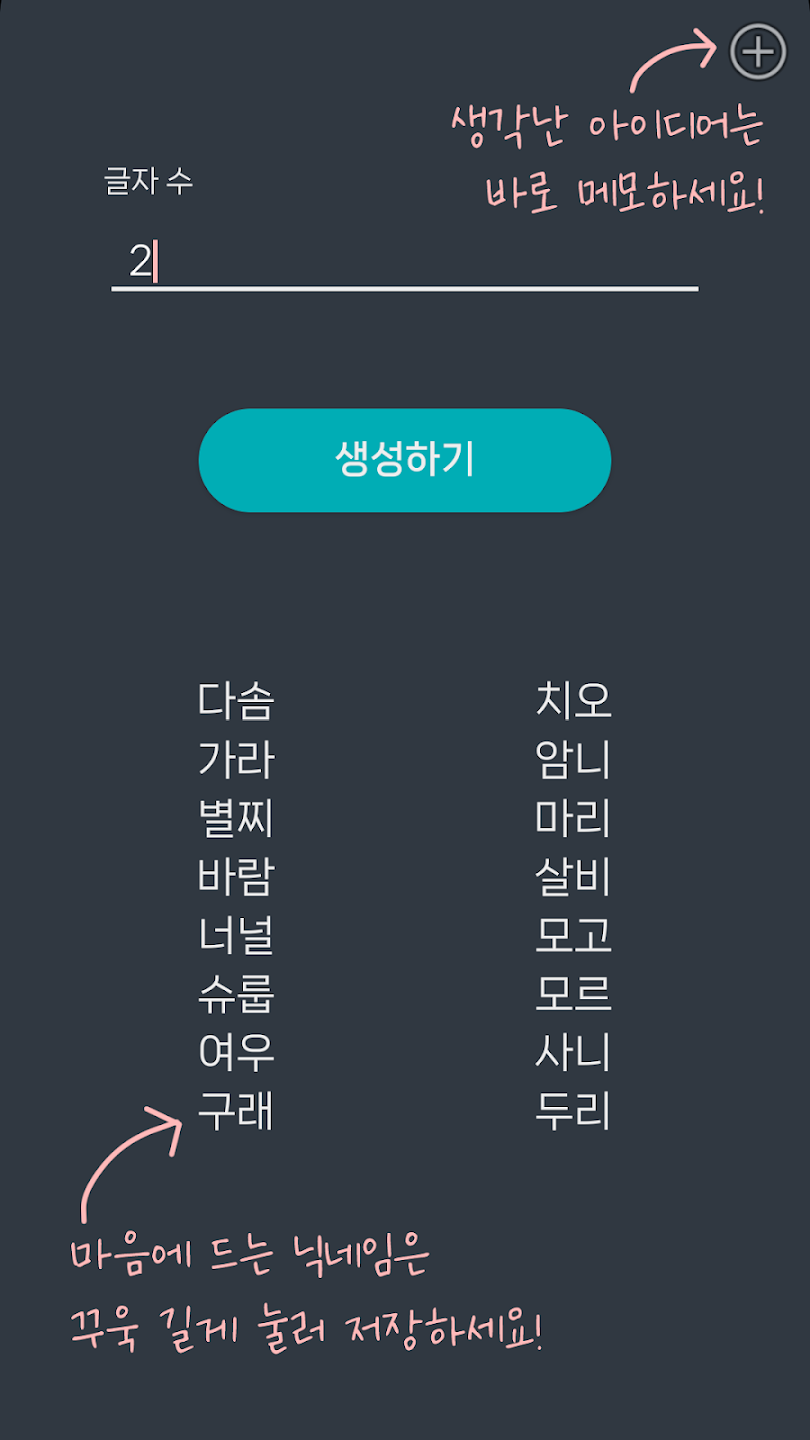 생각난 아이디어는
바로 메모하세요!
글자 수
2
생성하기
다솜 치오
가라 암니
별찌 마리
바람 살비
너널 모고
슈룹 모르
여우 사니
구래 두리
마음에 드는 닉네임은
꾸욱 길게 눌러 저장하세요!